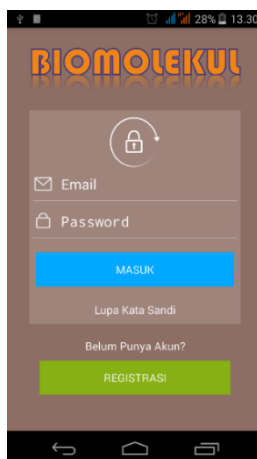 28% 13.30
BIOMOLEKUL
Email
Password
MASUK
Lupa Kata Sandi
Belum Punya Akun?
REGISTRASI